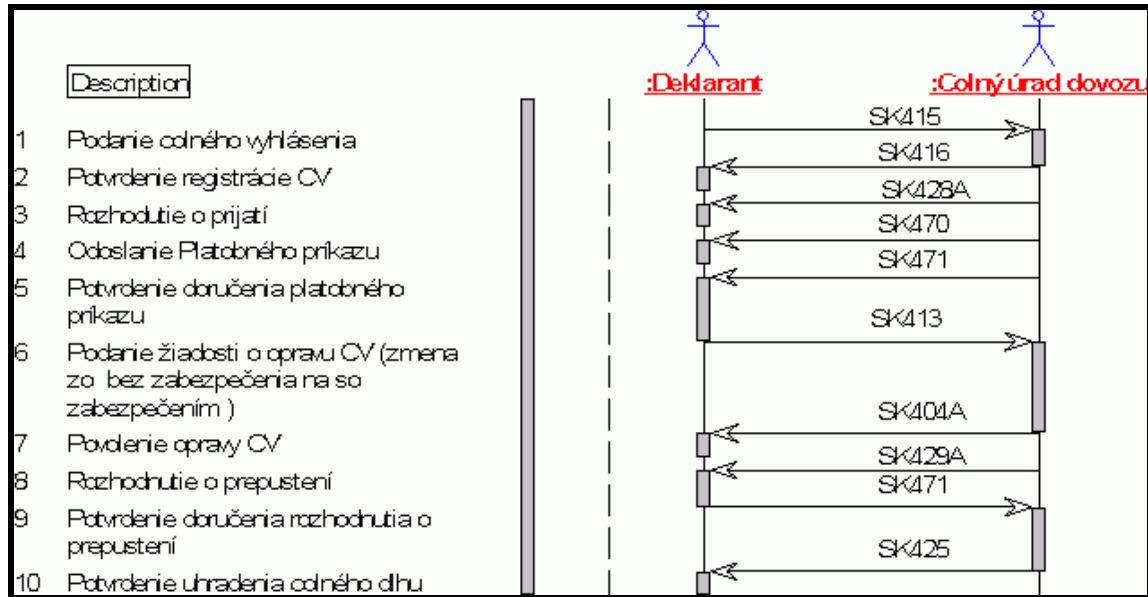 Description
:Deklarant
:Colný úrad dovozu
SK415
1 Podanie colného vyhlásenia
SK416
2 Potvrdenie registrácie CV
SK428A
3 Rozhodutie o prijatí
SK470
4 Odoslanie Platobného príkazu
SK471
5 Potvrdenie doručenia platobného
príkazu
SK413
6 Podanie žiadosti o opravu CV (zmena
zo bez zabezpečenia na so
zabezpečením )
SK404A
7 Povolenie opravy CV
SK429A
8 Rozhodnutie o prepustení
SK471
9 Potvrdenie doručenia rozhodnutia o
prepustení
SK425
10 Potvrdenie uhradenia colného dlhu